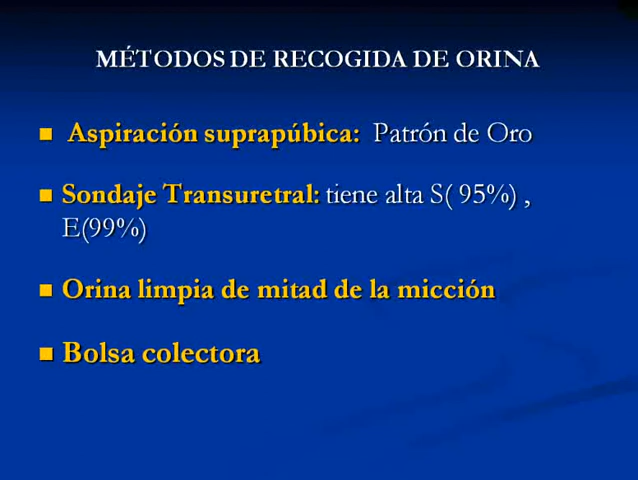 MÉTODOS DE RECOGIDA DE ORINA
Aspiración suprapúbica: Patrón de Oro
Sondaje Transuretral: tiene alta S( 95%) ,
E(99%)
Orina limpia de mitad de la micción
Bolsa colectora